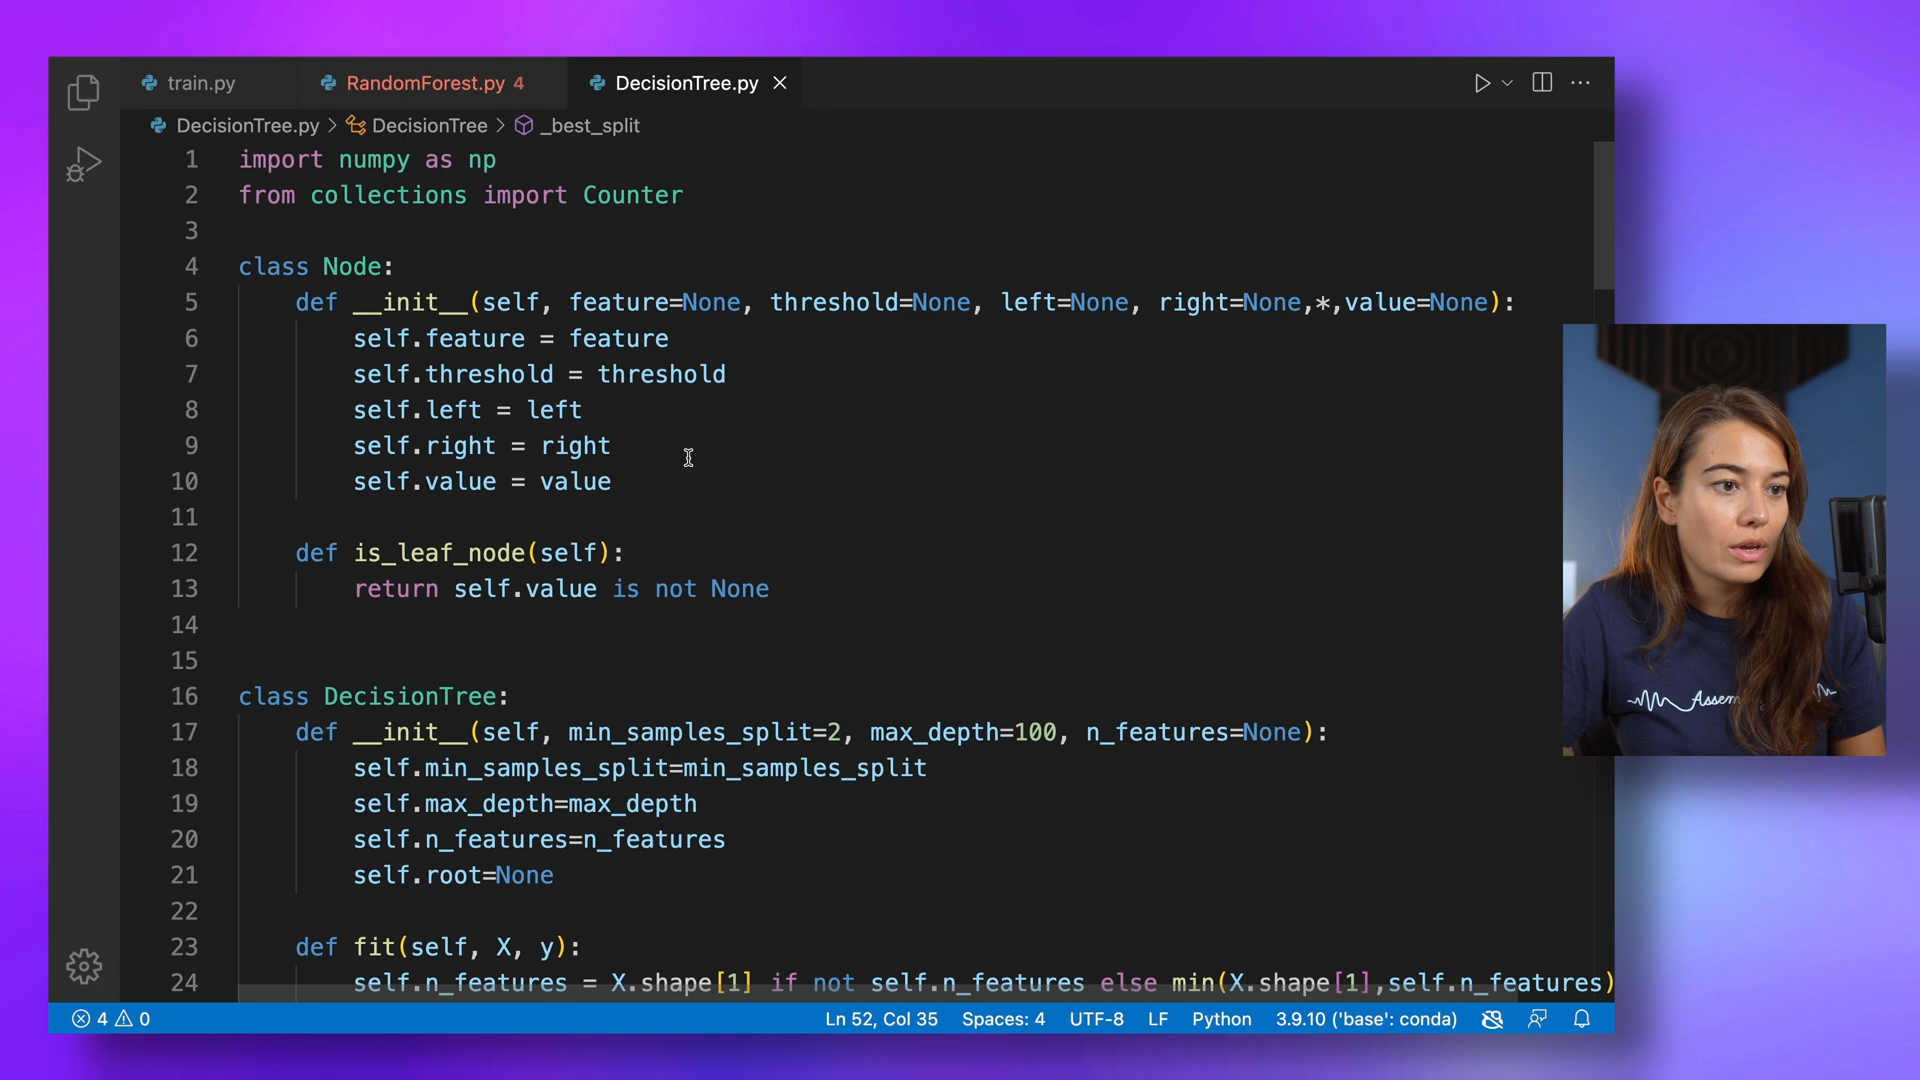 train.py
RandomForest.py 4
DecisionTree.py
DecisionTree.py > DecisionTree > _best_split
1 import numpy as np
2 from collections import Counter
3
4 class Node:
5 def __init__(self, feature=None, threshold=None, left=None, right=None,*,value=None):
6 self.feature = feature
7 self.threshold = threshold
8 self.left = left
9 self.right = right
10 self.value = value
11
12 def is_leaf_node(self):
13 return self.value is not None
14
15
16 class DecisionTree:
17 def __init__(self, min_samples_split=2, max_depth=100, n_features=None):
18 self.min_samples_split=min_samples_split
19 self.max_depth=max_depth
20 self.n_features=n_features
21 self.root=None
22
23 def fit(self, X, y):
24 self.n_features = X.shape[1] if not self.n_features else min(X.shape[1],self.n_features)
4 0
Ln 52, Col 35 Spaces: 4 UTF-8 LF Python 3.9.10 ('base': conda)